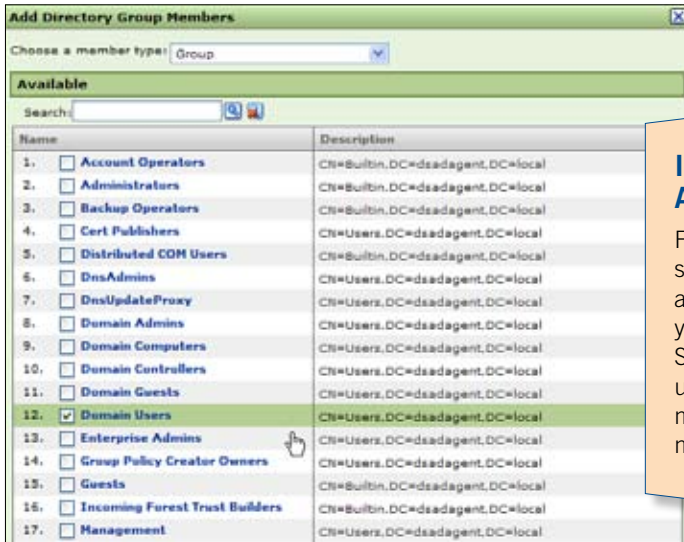 Add Directory Group Members
Choose a member type: Group
Available
Search:
Name Description
1. Account Operators CN=Builtin,DC=dsadagent,DC=local
2. Administrators CN=Builtin,DC=dsadagent,DC=local
3. Backup Operators CN=Builtin,DC=dsadagent,DC=local
4. Cert Publishers CN=Users,DC=dsadagent,DC=local
5. Distributed COM Users CN=Builtin,DC=dsadagent,DC=local
6. DnsAdmins CN=Users,DC=dsadagent,DC=local
7. DnsUpdateProxy CN=Users,DC=dsadagent,DC=local
8. Domain Admins CN=Users,DC=dsadagent,DC=local
9. Domain Computers CN=Users,DC=dsadagent,DC=local
10. Domain Controllers CN=Users,DC=dsadagent,DC=local
11. Domain Guests CN=Users,DC=dsadagent,DC=local
12. Domain Users CN=Users,DC=dsadagent,DC=local
13. Enterprise Admins CN=Users,DC=dsadagent,DC=local
14. Group Policy Creator Owners CN=Users,DC=dsadagent,DC=local
15. Guests CN=Builtin,DC=dsadagent,DC=local
16. Incoming Forest Trust Builders CN=Builtin,DC=dsadagent,DC=local
17. Management CN=Users,DC=dsadagent,DC=local